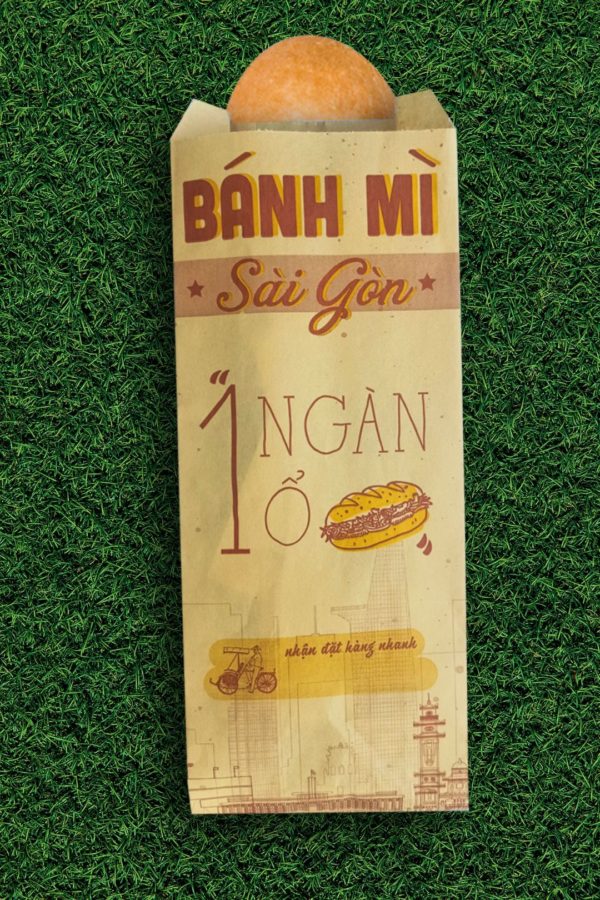 BÁNH MÌ
Sài Gòn
"1 NGÀN
Ổ"
nhận đặt hàng nhanh